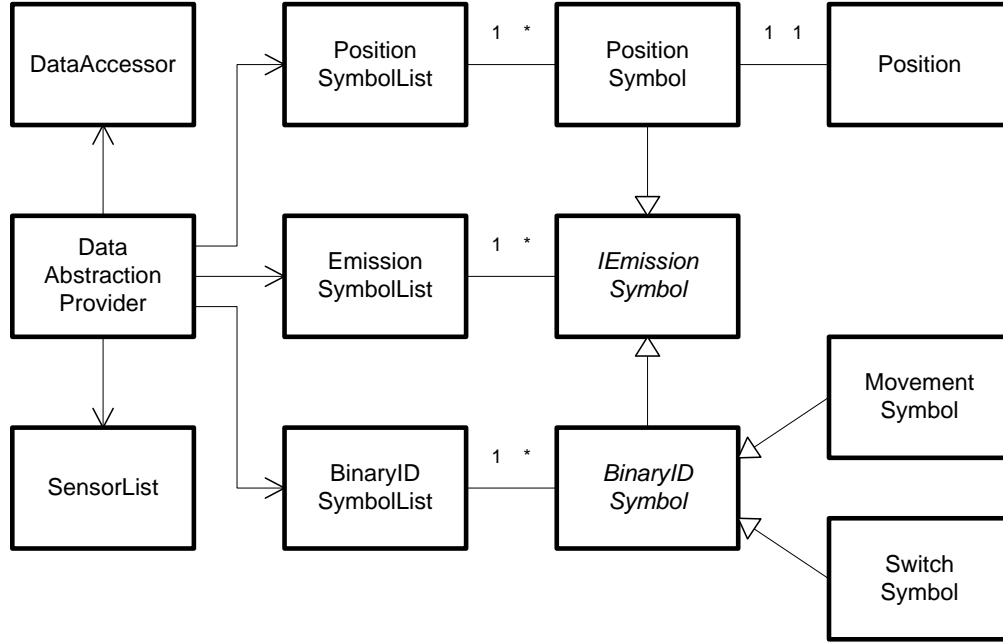 DataAccessor
Position
SymbolList
1 *
Position
Symbol
1 1
Position
Data
Abstraction
Provider
Emission
SymbolList
1 *
IEmission
Symbol
Movement
Symbol
SensorList
BinaryID
SymbolList
1 *
BinaryID
Symbol
Switch
Symbol